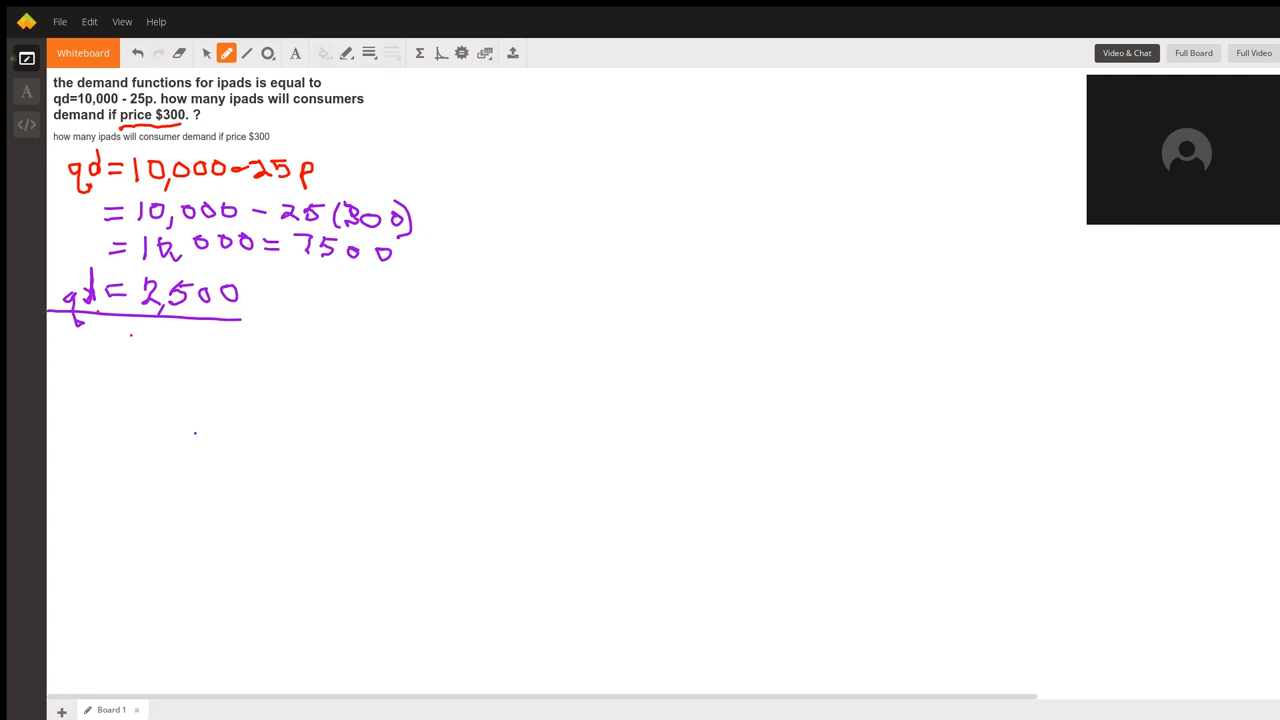 File Edit View Help
Whiteboard A Σ Video & Chat Full Board Full Video
the demand functions for ipads is equal to
qd=10,000 - 25p. how many ipads will consumers
demand if price $300. ?
how many ipads will consumer demand if price $300
qd = 10,000 - 25p
= 10,000 - 25(300)
= 10,000 = 7500
qd = 2,500
A
</>
+ Board 1 ×